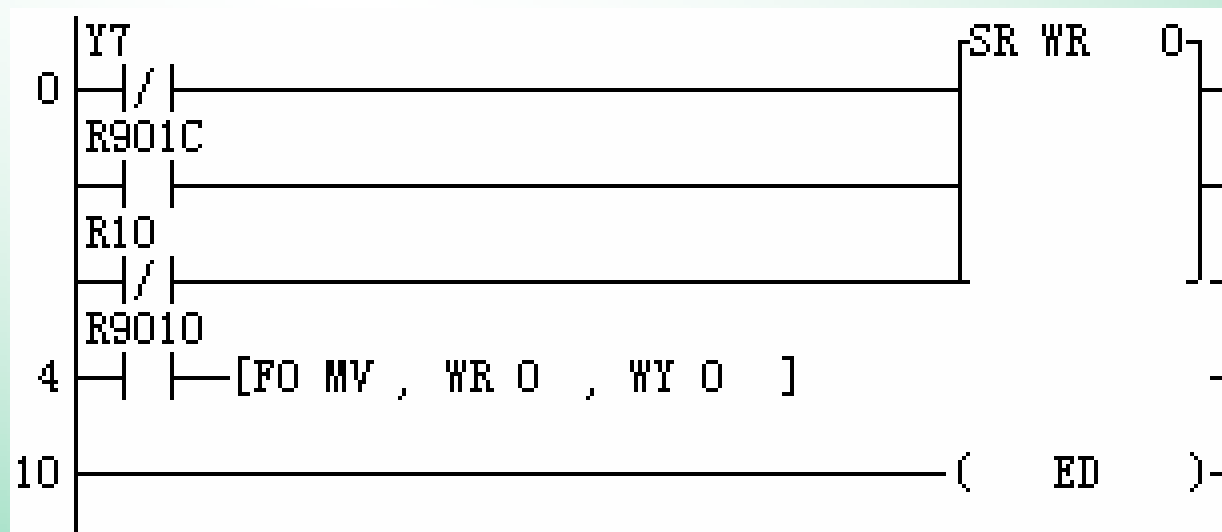 Y7 SR WR 0
0
R901C
R10
R9010
4 [F0 MV , WR 0 , WY 0 ]
10 ( ED )